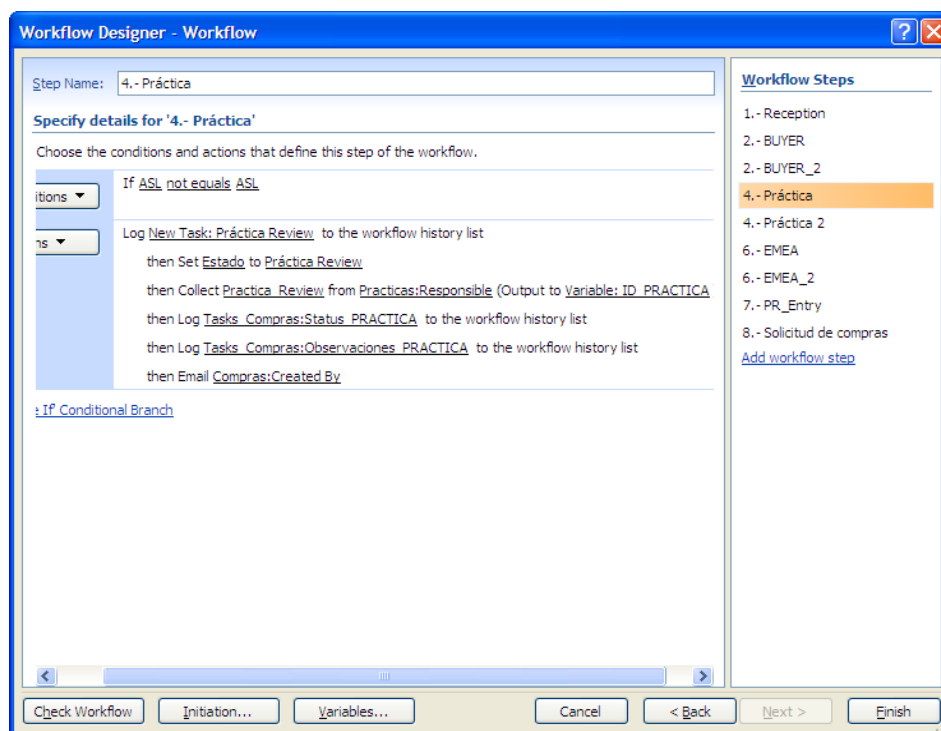 Workflow Designer - Workflow
Step Name: 4.- Práctica
Specify details for '4.- Práctica'
Choose the conditions and actions that define this step of the workflow.
itions
If ASL not equals ASL
ns
Log New Task: Práctica Review to the workflow history list
then Set Estado to Práctica Review
then Collect Practica_Review from Practicas:Responsible (Output to Variable: ID_PRACTICA
then Log Tasks_Compras:Status_PRACTICA to the workflow history list
then Log Tasks_Compras:Observaciones_PRACTICA to the workflow history list
then Email Compras:Created By
e If' Conditional Branch
Workflow Steps
1.- Reception
2.- BUYER
2.- BUYER_2
4.- Práctica
4.- Práctica 2
6.- EMEA
6.- EMEA_2
7.- PR_Entry
8.- Solicitud de compras
Add workflow step
Check Workflow
Initiation...
Variables...
Cancel
< Back
Next >
Finish